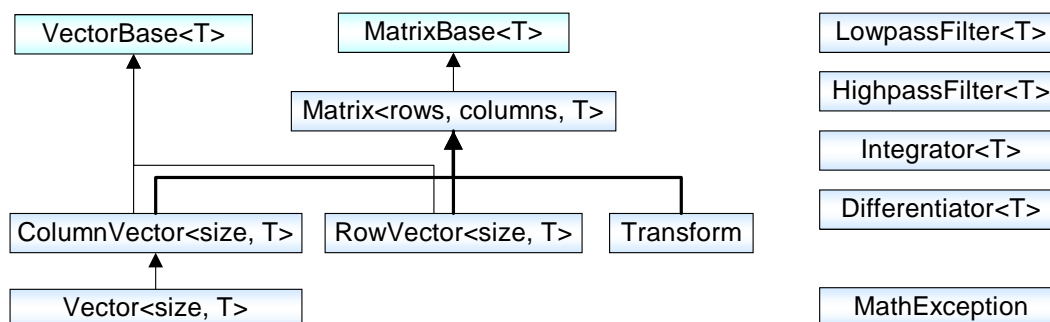 VectorBase<T>
MatrixBase<T>
LowpassFilter<T>
HighpassFilter<T>
Matrix<rows, columns, T>
Integrator<T>
Differentiator<T>
ColumnVector<size, T>
RowVector<size, T>
Transform
Vector<size, T>
MathException